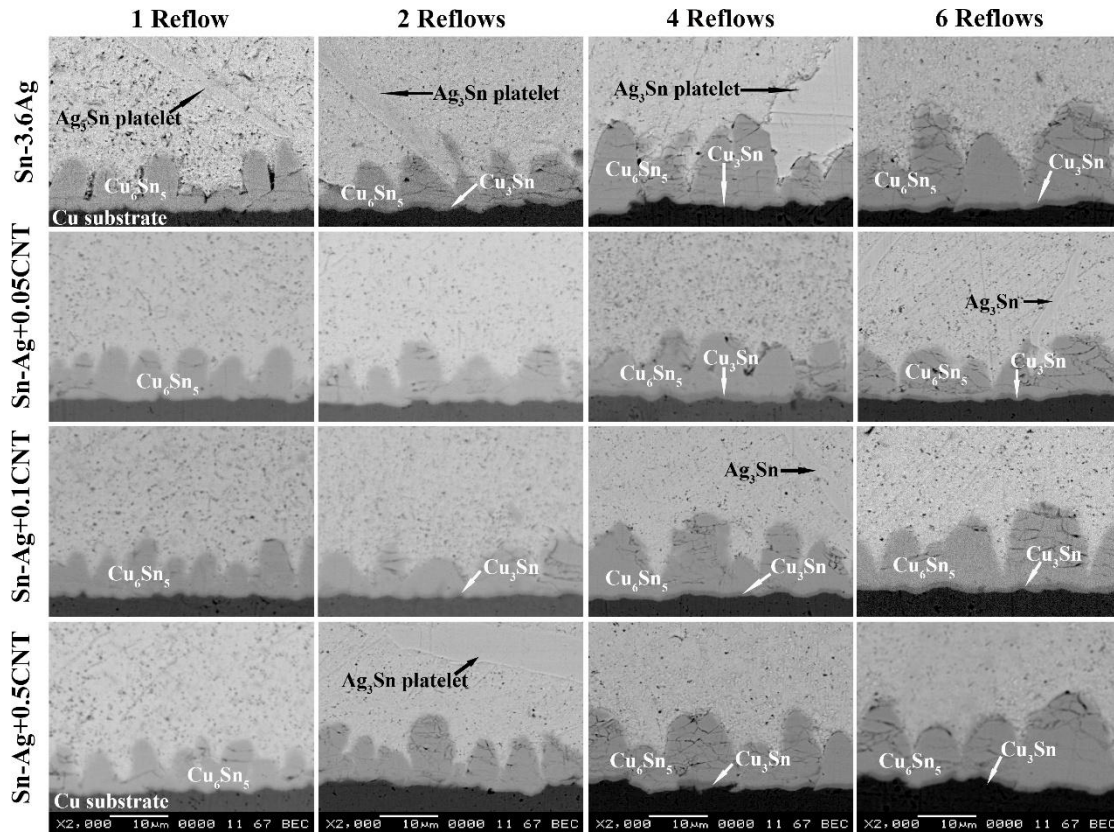 1 Reflow
2 Reflows
4 Reflows
6 Reflows
Sn-3.6Ag
Ag₃Sn platelet
Cu₆Sn₅
Cu substrate
Ag₃Sn platelet
Cu₆Sn₅
Cu₃Sn
Ag₃Sn platelet
Cu₆Sn₅
Cu₃Sn
Cu₆Sn₅
Cu₃Sn
Sn-Ag+0.05CNT
Cu₆Sn₅
Cu₆Sn₅
Cu₃Sn
Ag₃Sn
Cu₆Sn₅
Cu₃Sn
Sn-Ag+0.1CNT
Cu₆Sn₅
Cu₃Sn
Ag₃Sn
Cu₆Sn₅
Cu₃Sn
Cu₆Sn₅
Cu₃Sn
Sn-Ag+0.5CNT
Cu₆Sn₅
Cu substrate
Ag₃Sn platelet
Cu₆Sn₅
Cu₃Sn
Cu₆Sn₅
Cu₃Sn
X2,000 10µm 0000 11 67 BEC
X2,000 10µm 0000 11 67 BEC
X2,000 10µm 0000 11 67 BEC
X2,000 10µm 0000 11 67 BEC